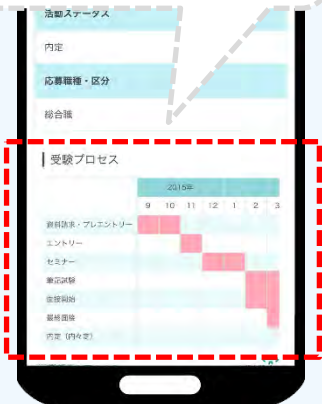 活動ステータス
内定
応募職種・区分
総合職
受験プロセス
2015年
9 10 11 12 1 2 3
資料請求・プレエントリー
エントリー
セミナー
筆記試験
面接開始
最終面接
内定（内々定）